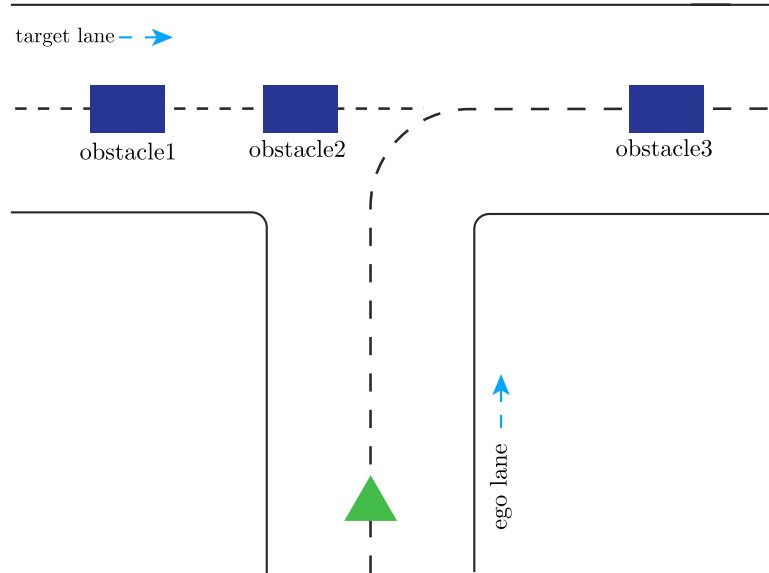 target lane
obstacle1
obstacle2
obstacle3
ego lane